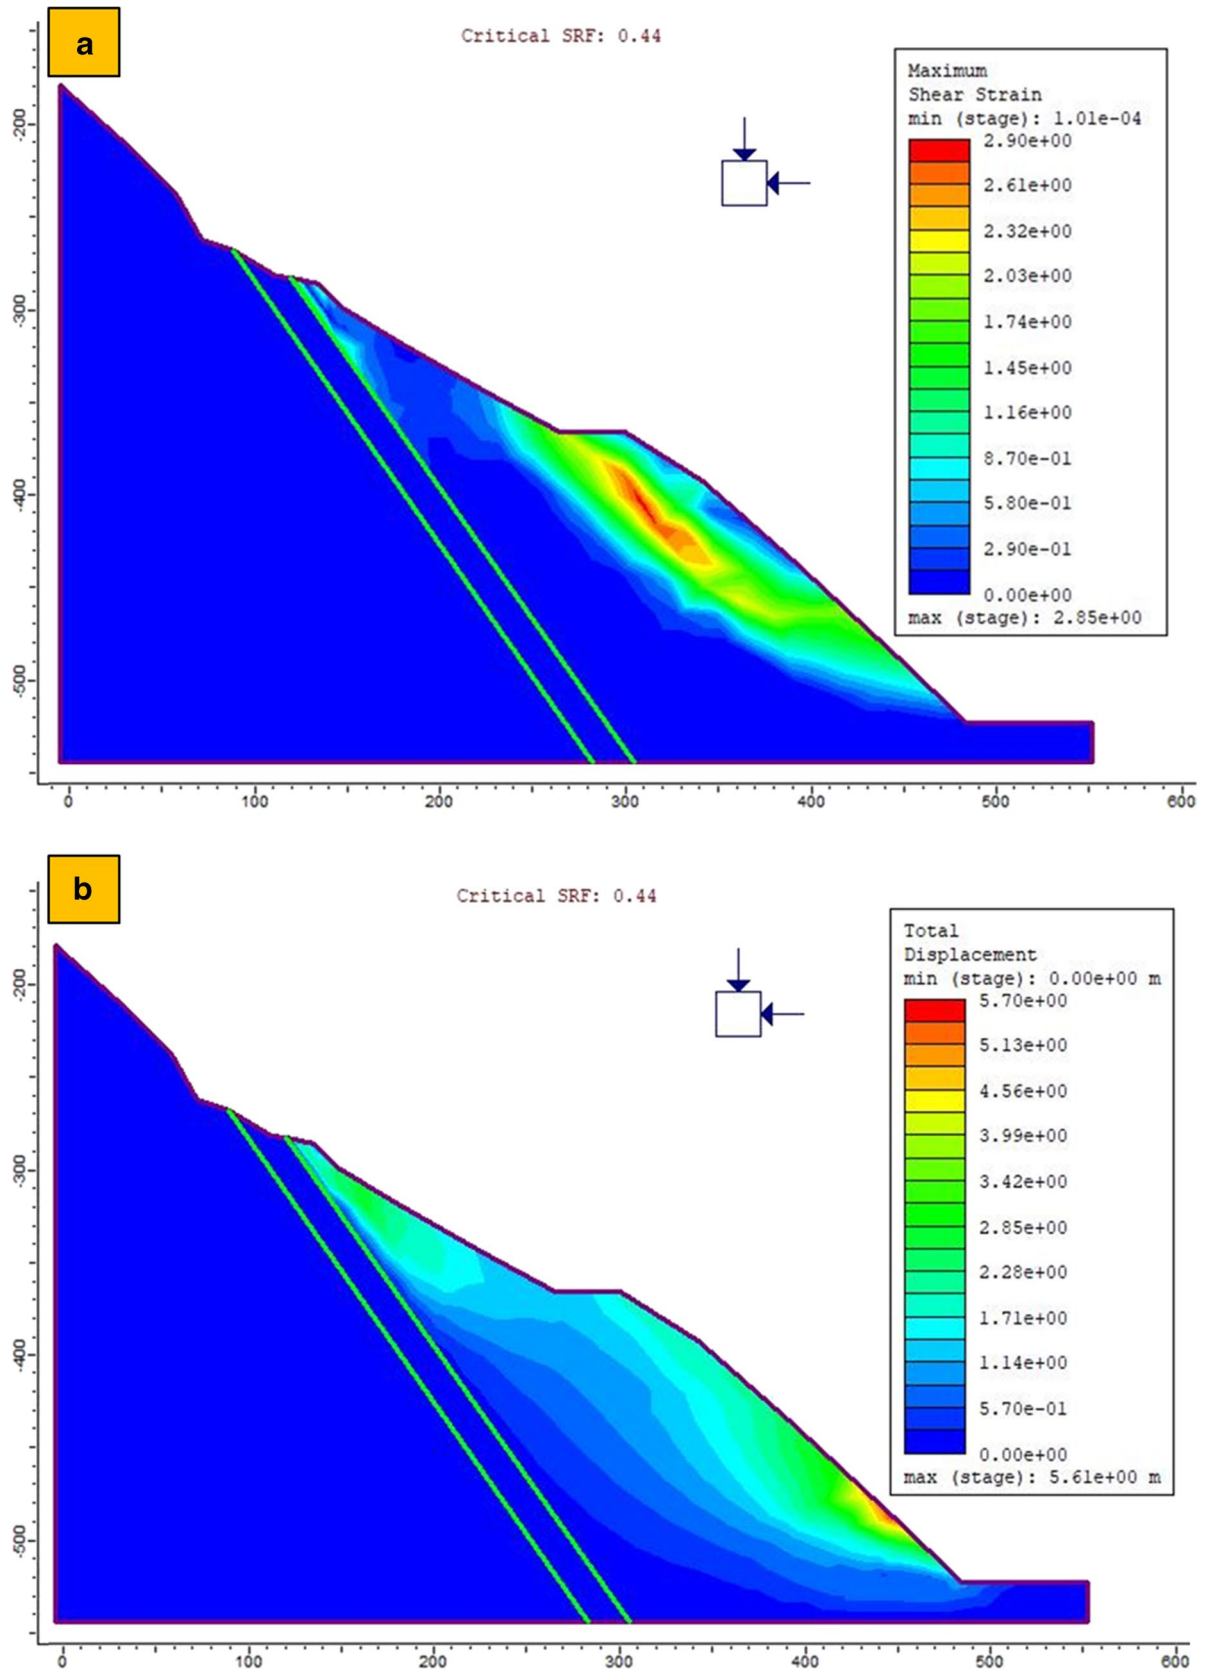 a
Critical SRF: 0.44
Maximum
Shear Strain
min (stage): 1.01e-04
2.90e+00
2.61e+00
2.32e+00
2.03e+00
1.74e+00
1.45e+00
1.16e+00
8.70e-01
5.80e-01
2.90e-01
0.00e+00
max (stage): 2.85e+00
-200
-300
-400
-500
0 100 200 300 400 500 600
b
Critical SRF: 0.44
Total
Displacement
min (stage): 0.00e+00 m
5.70e+00
5.13e+00
4.56e+00
3.99e+00
3.42e+00
2.85e+00
2.28e+00
1.71e+00
1.14e+00
5.70e-01
0.00e+00
max (stage): 5.61e+00 m
-200
-300
-400
-500
0 100 200 300 400 500 600